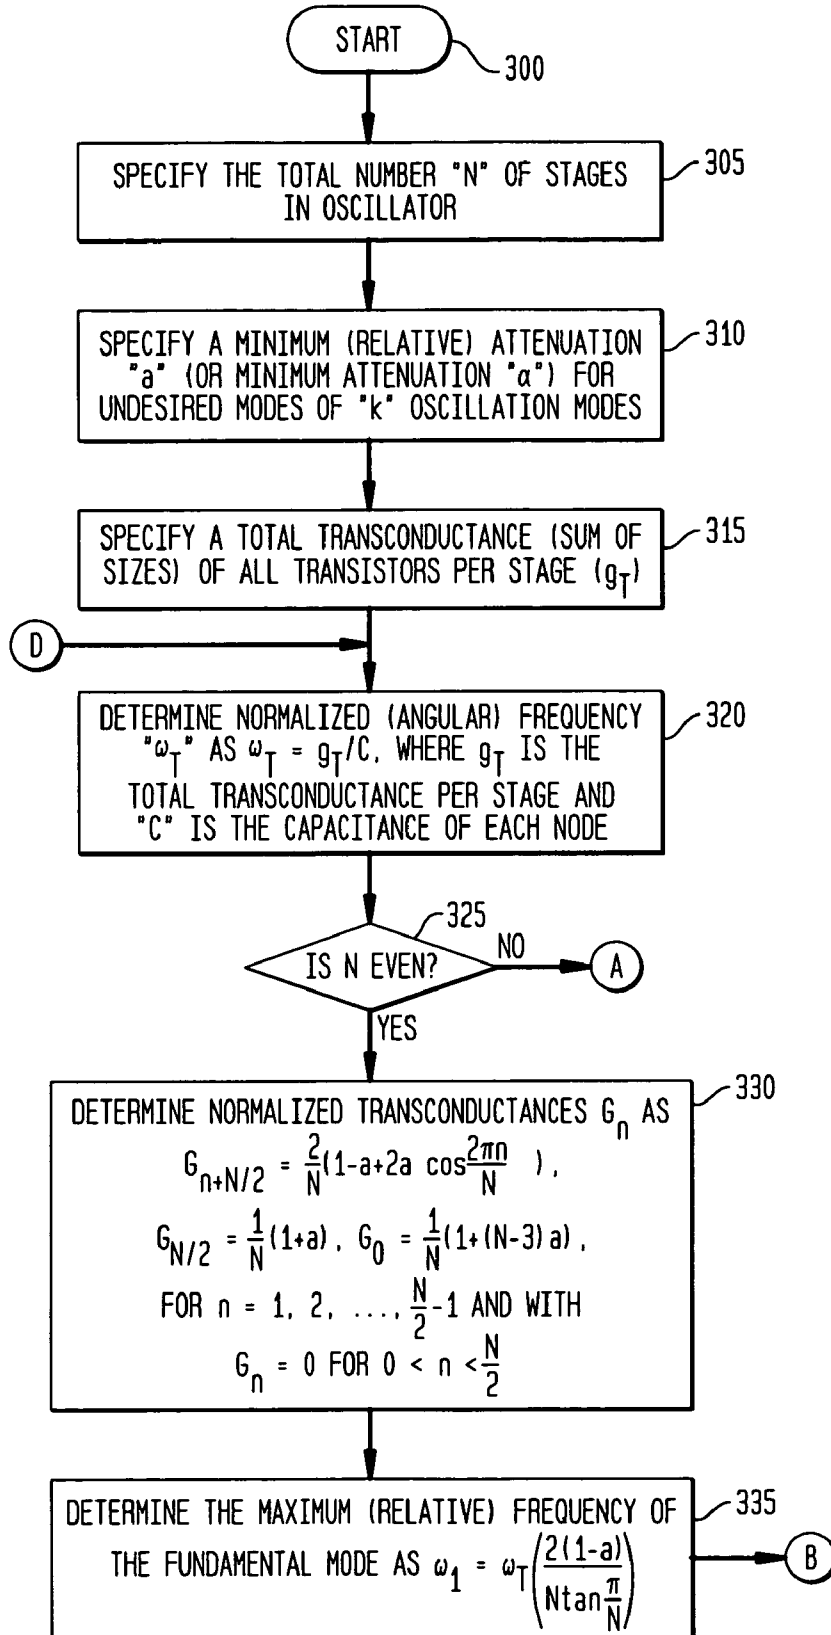 START
300
SPECIFY THE TOTAL NUMBER "N" OF STAGES
IN OSCILLATOR
305
SPECIFY A MINIMUM (RELATIVE) ATTENUATION
"a" (OR MINIMUM ATTENUATION "α") FOR
UNDESIRED MODES OF "k" OSCILLATION MODES
310
SPECIFY A TOTAL TRANSCONDUCTANCE (SUM OF
SIZES) OF ALL TRANSISTORS PER STAGE (g_T)
315
D
DETERMINE NORMALIZED (ANGULAR) FREQUENCY
"ω_T" AS ω_T = g_T/C, WHERE g_T IS THE
TOTAL TRANSCONDUCTANCE PER STAGE AND
"C" IS THE CAPACITANCE OF EACH NODE
320
325
IS N EVEN?
NO
A
YES
DETERMINE NORMALIZED TRANSCONDUCTANCES G_n AS
G_{n+N/2} = 2/N (1-a+2a cos 2πn/N ),
G_{N/2} = 1/N (1+a), G_0 = 1/N (1+(N-3)a),
FOR n = 1, 2, ..., N/2 -1 AND WITH
G_n = 0 FOR 0 < n < N/2
330
DETERMINE THE MAXIMUM (RELATIVE) FREQUENCY OF
THE FUNDAMENTAL MODE AS ω_1 = ω_T (2(1-a) / N tan π/N)
335
B